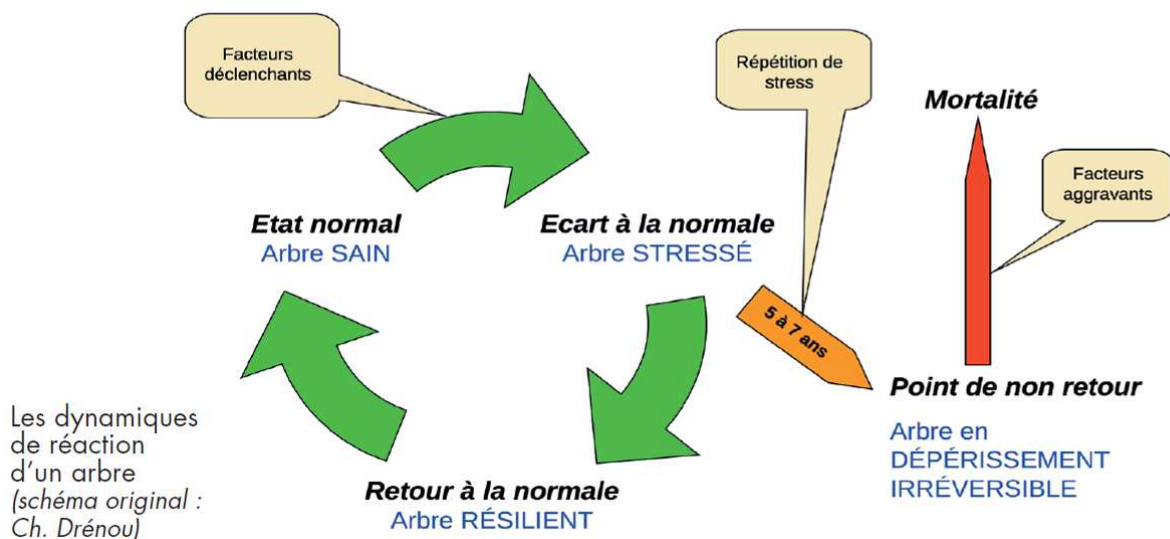 Facteurs
déclenchants
Répétition de
stress
Mortalité
Facteurs
aggravants
Etat normal
Arbre SAIN
Ecart à la normale
Arbre STRESSÉ
5 à 7 ans
Point de non retour
Arbre en
DÉPÉRISSEMENT
IRRÉVERSIBLE
Retour à la normale
Arbre RÉSILIENT
Les dynamiques
de réaction
d'un arbre
(schéma original :
Ch. Drénou)